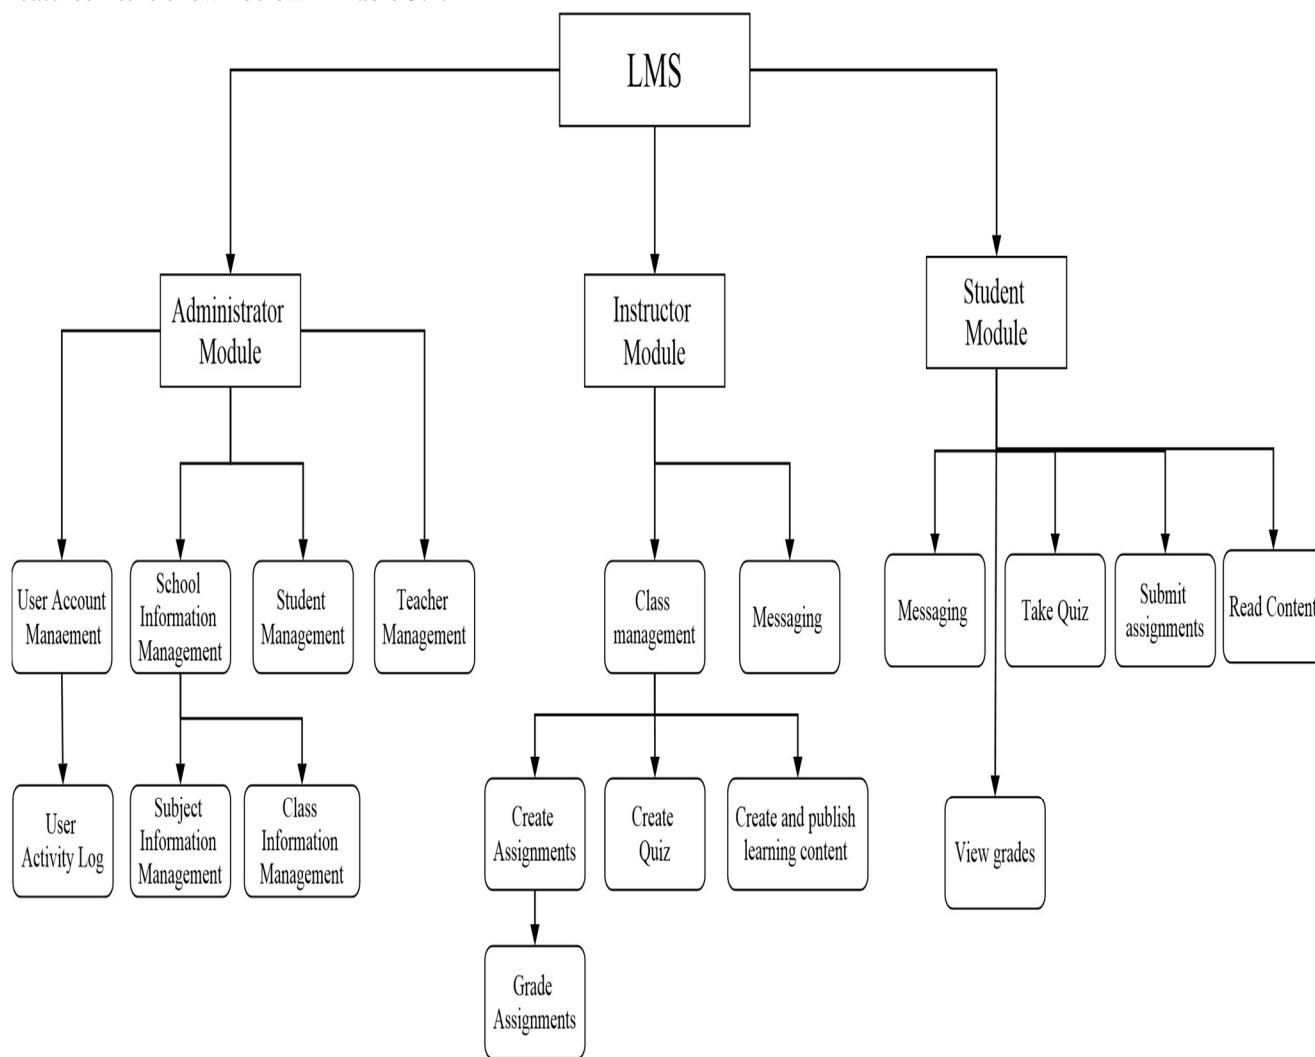 LMS
Administrator
Module
Instructor
Module
Student
Module
User Account
Manaement
School
Information
Management
Student
Management
Teacher
Management
Class
management
Messaging
Messaging
Take Quiz
Submit
assignments
Read Content
User
Activity Log
Subject
Information
Management
Class
Information
Management
Create
Assignments
Create
Quiz
Create and publish
learning content
View grades
Grade
Assignments